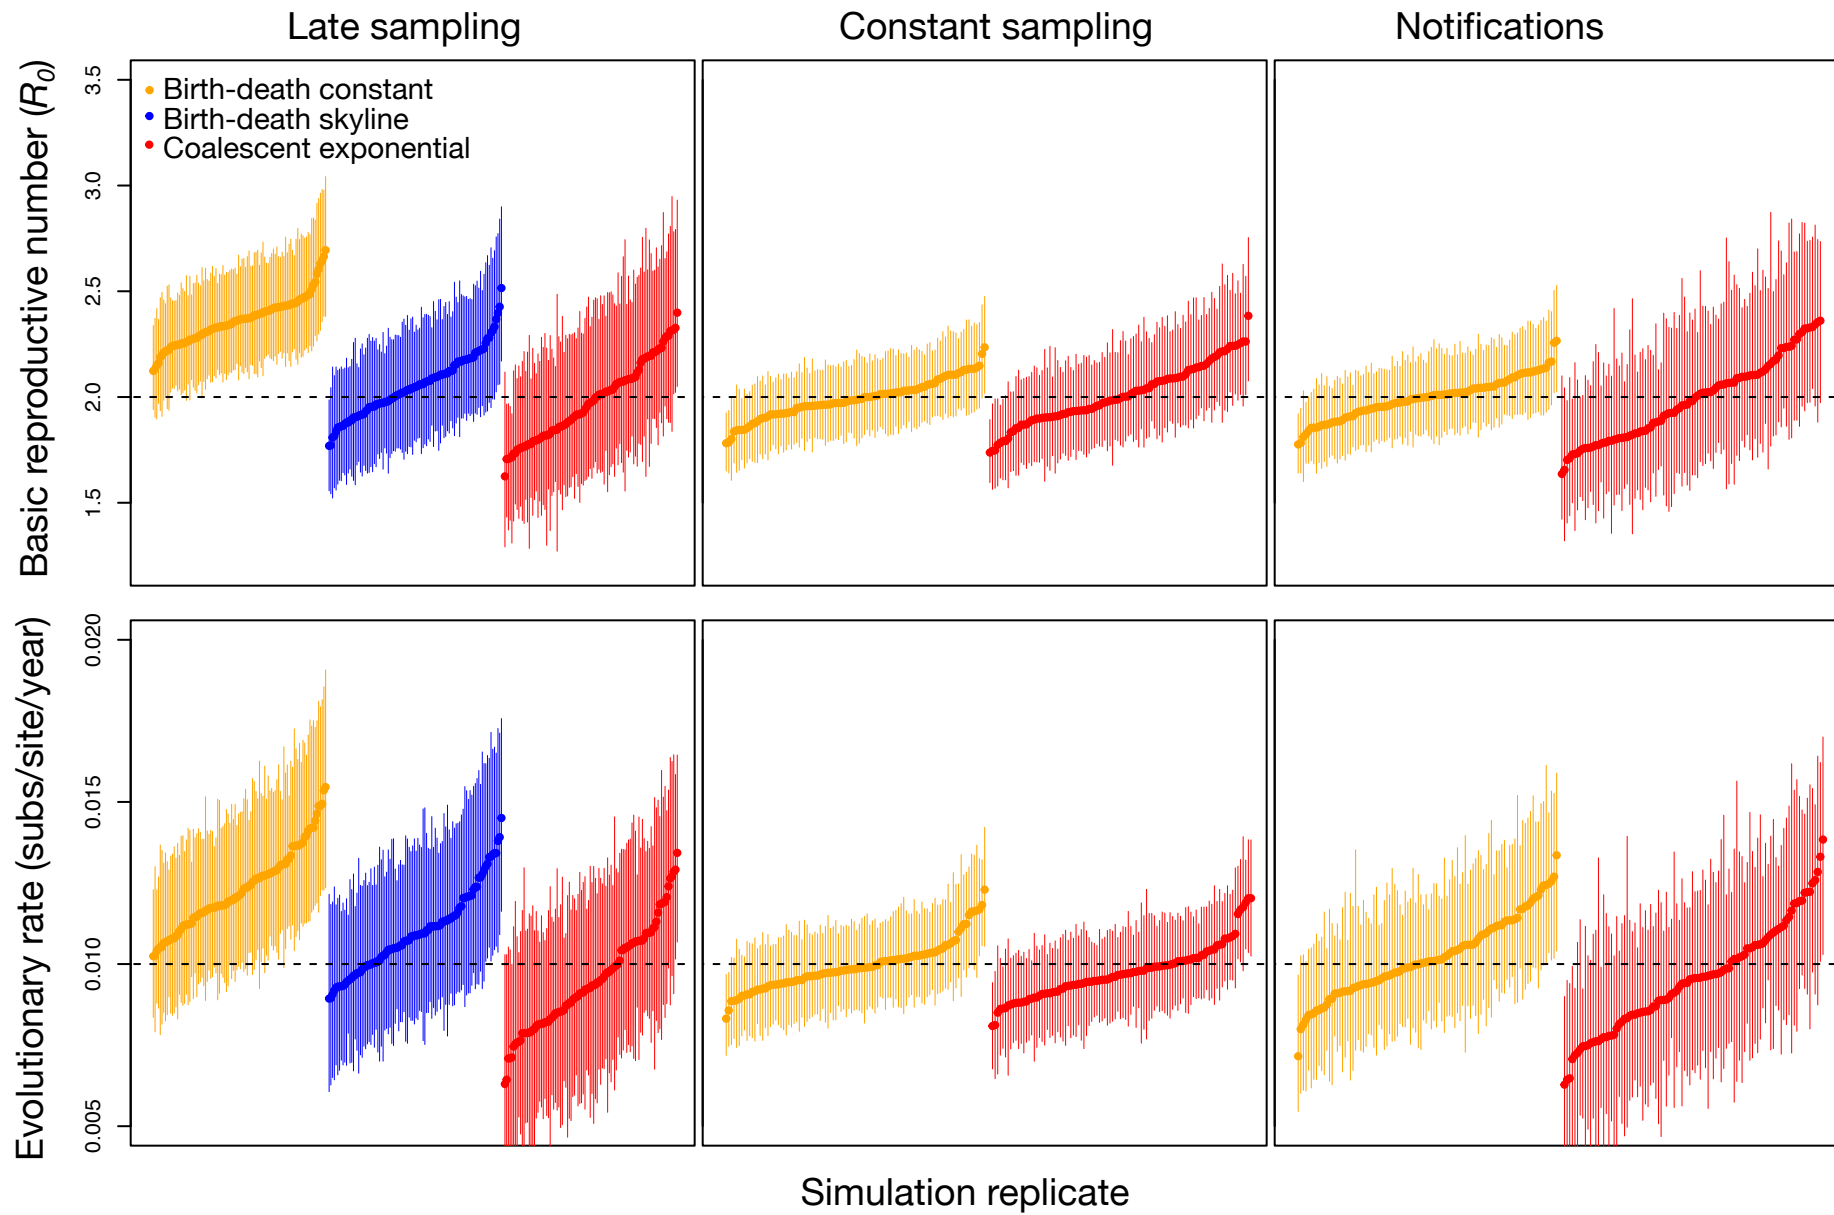 Late sampling
Constant sampling
Notifications
Basic reproductive number (R0)
3.5
3.0
2.5
2.0
1.5
Birth-death constant
Birth-death skyline
Coalescent exponential
Evolutionary rate (subs/site/year)
0.020
0.015
0.010
0.005
Simulation replicate